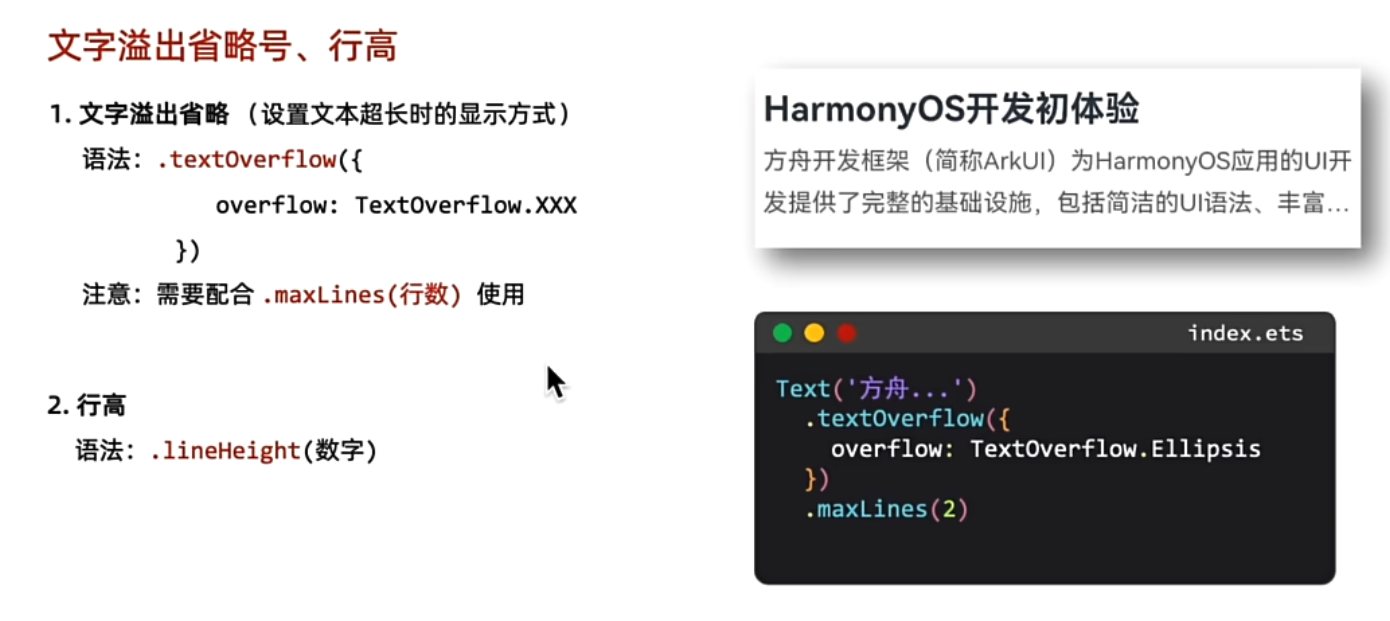 文字溢出省略号、行高
1. 文字溢出省略（设置文本超长时的显示方式）
语法：.textOverflow({
overflow: TextOverflow.XXX
})
注意：需要配合 .maxLines(行数) 使用
2. 行高
语法：.lineHeight(数字)
HarmonyOS开发初体验
方舟开发框架（简称ArkUI）为HarmonyOS应用的UI开
发提供了完整的基础设施，包括简洁的UI语法、丰富...
index.ets
Text('方舟...')
.textOverflow({
overflow: TextOverflow.Ellipsis
})
.maxLines(2)